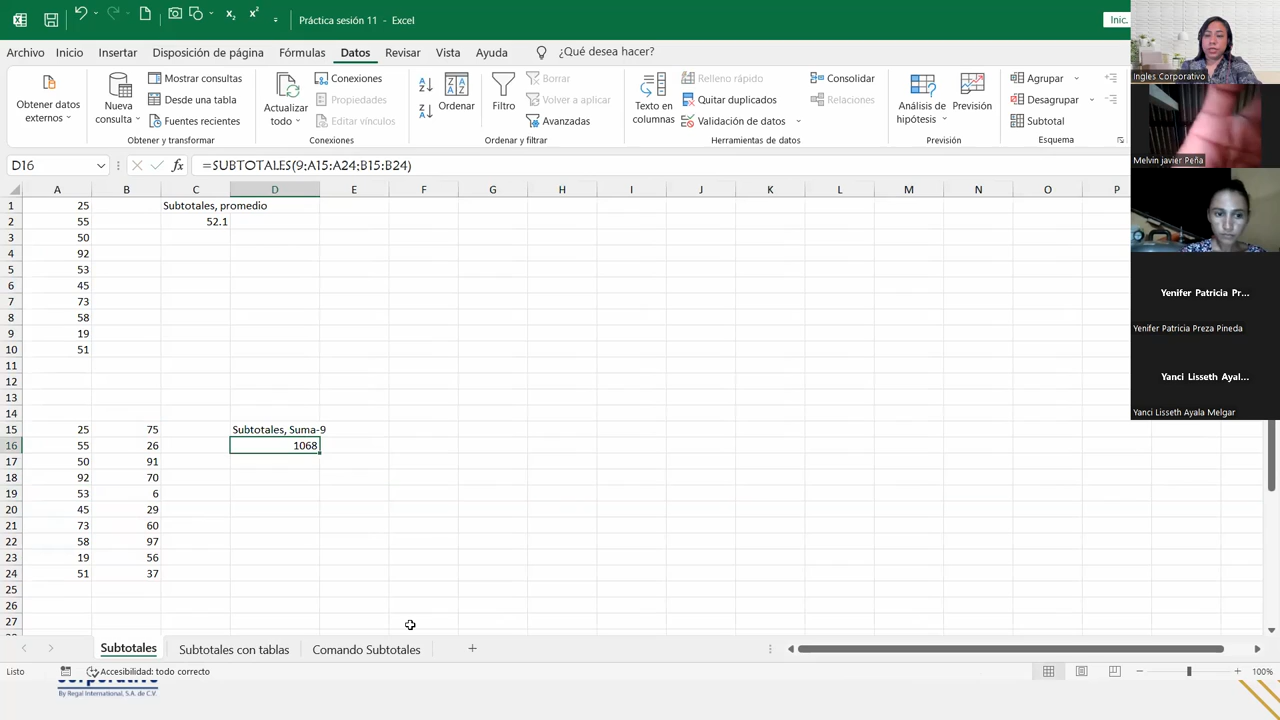 Práctica sesión 11 - Excel
Inic.
Archivo Inicio Insertar Disposición de página Fórmulas Datos Revisar Vista Ayuda ¿Qué desea hacer?
Obtener datos externos
Nueva consulta
Mostrar consultas
Desde una tabla
Fuentes recientes
Obtener y transformar
Actualizar todo
Conexiones
Propiedades
Editar vínculos
Conexiones
Ordenar
Filtro
Borrar
Volver a aplicar
Avanzadas
Ordenar y filtrar
Texto en columnas
Relleno rápido
Quitar duplicados
Validación de datos
Consolidar
Relaciones
Herramientas de datos
Análisis de hipótesis
Previsión
Previsión
Agrupar
Desagrupar
Subtotal
Esquema
D16 fx =SUBTOTALES(9;A15:A24;B15:B24)
A B C D E F G H I J K L M N O P
1 25 Subtotales, promedio
2 55 52.1
3 50
4 92
5 53
6 45
7 73
8 58
9 19
10 51
11
12
13
14
15 25 75 Subtotales, Suma-9
16 55 26 1068
17 50 91
18 92 70
19 53 6
20 45 29
21 73 60
22 58 97
23 19 56
24 51 37
25
26
27
Subtotales Subtotales con tablas Comando Subtotales
Listo Accesibilidad: todo correcto 100%
By Regal International, S.A. de C.V.
Ingles Corporativo
Melvin javier Peña
Yenifer Patricia Pr...
Yenifer Patricia Preza Pineda
Yanci Lisseth Ayal...
Yanci Lisseth Ayala Melgar